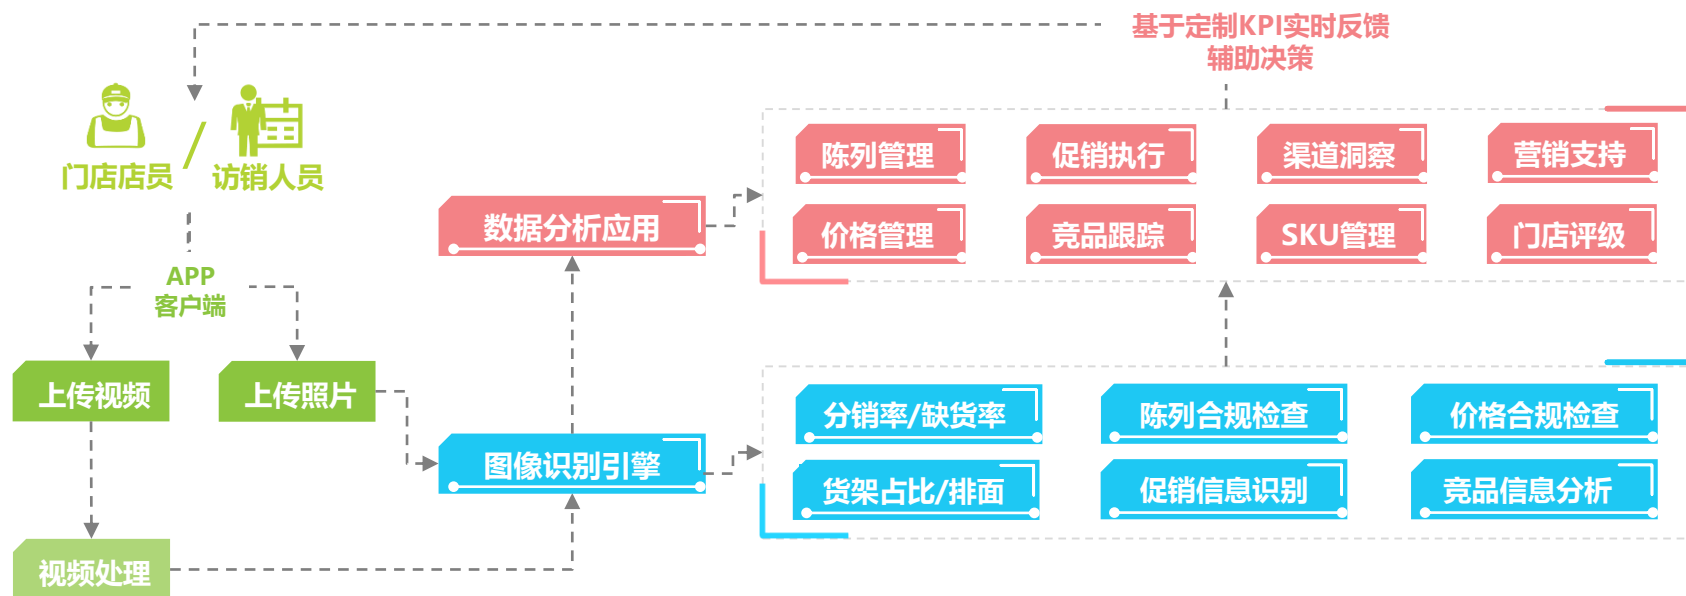 基于定制KPI实时反馈
辅助决策
门店店员
/
访销人员
APP
客户端
上传视频
上传照片
视频处理
数据分析应用
图像识别引擎
陈列管理
促销执行
渠道洞察
营销支持
价格管理
竞品跟踪
SKU管理
门店评级
分销率/缺货率
陈列合规检查
价格合规检查
货架占比/排面
促销信息识别
竞品信息分析